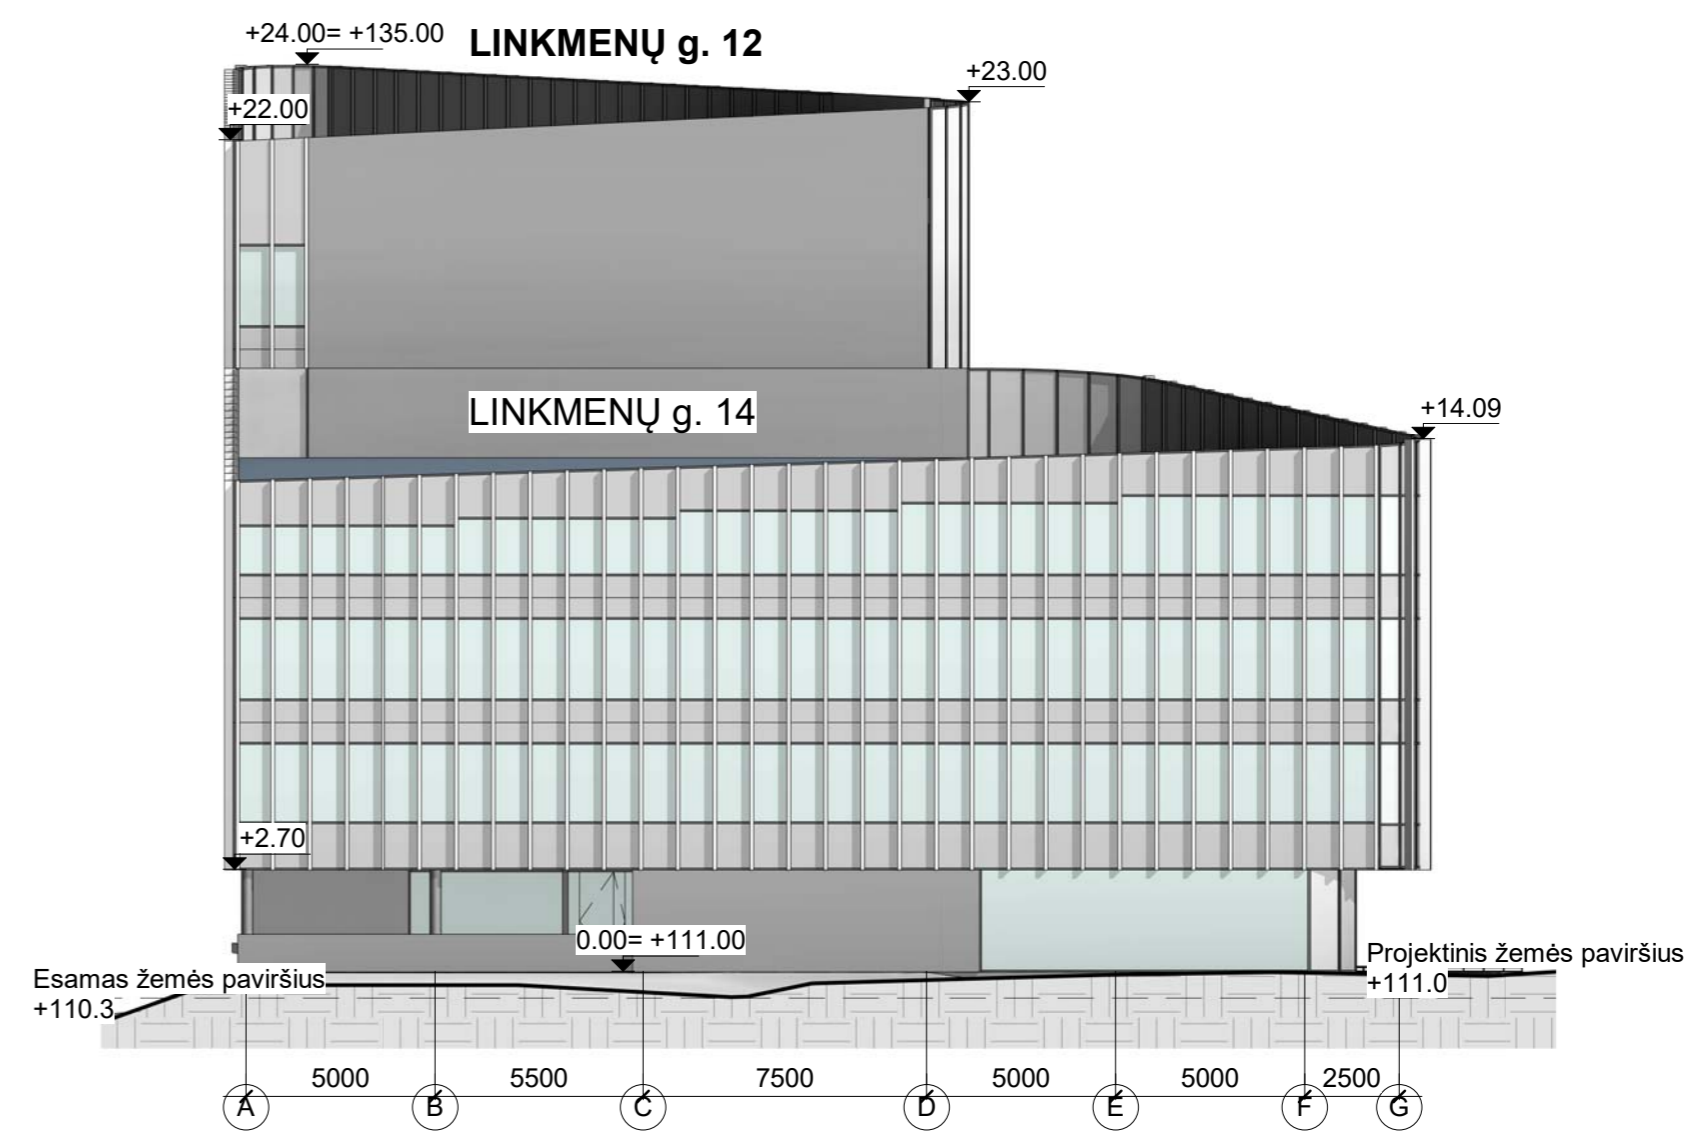 +24.00= +135.00
LINKMENŲ g. 12
+23.00
+22.00
LINKMENŲ g. 14
+14.09
+2.70
0.00= +111.00
Projektinis žemės paviršius
+111.0
Esamas žemės paviršius
+110.3
5000 5500 7500 5000 5000 2500
A B C D E F G